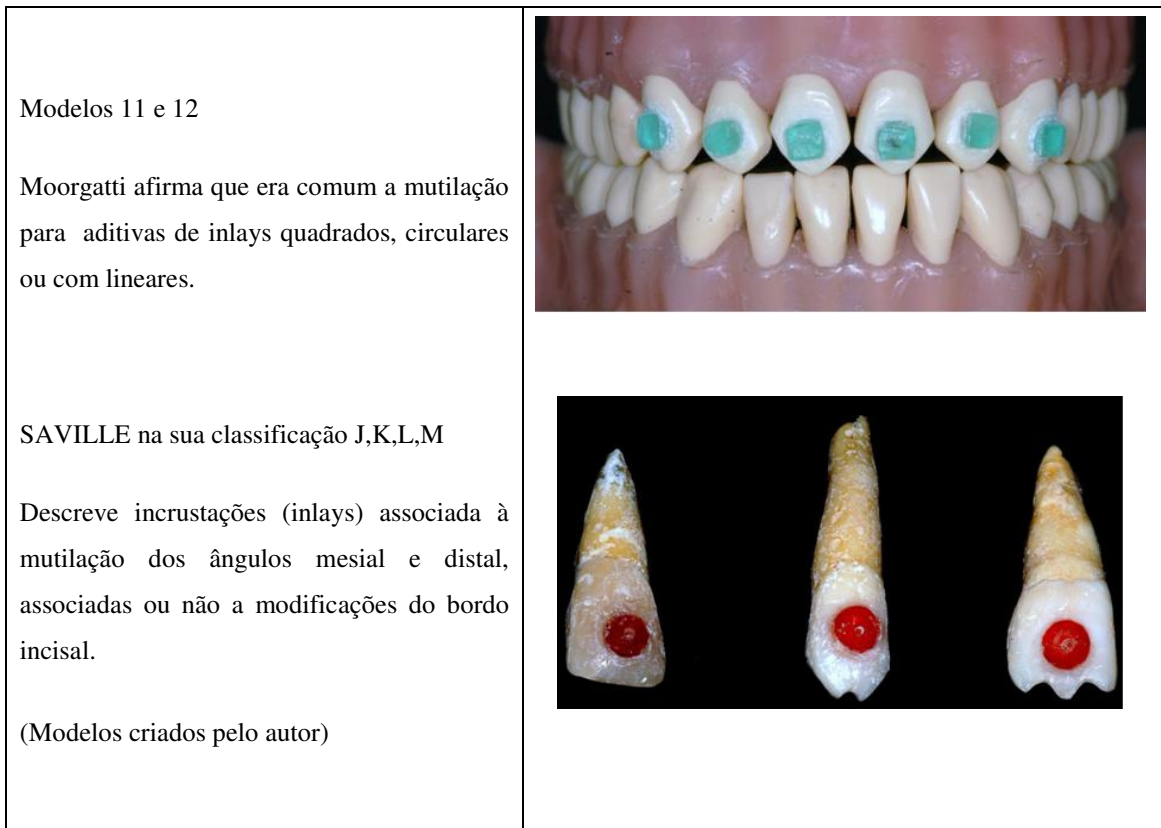 Modelos 11 e 12
Moorgatti afirma que era comum a mutilação
para aditivas de inlays quadrados, circulares
ou com lineares.
SAVILLE na sua classificação J,K,L,M
Descreve incrustações (inlays) associada à
mutilação dos ângulos mesial e distal,
associadas ou não a modificações do bordo
incisal.
(Modelos criados pelo autor)